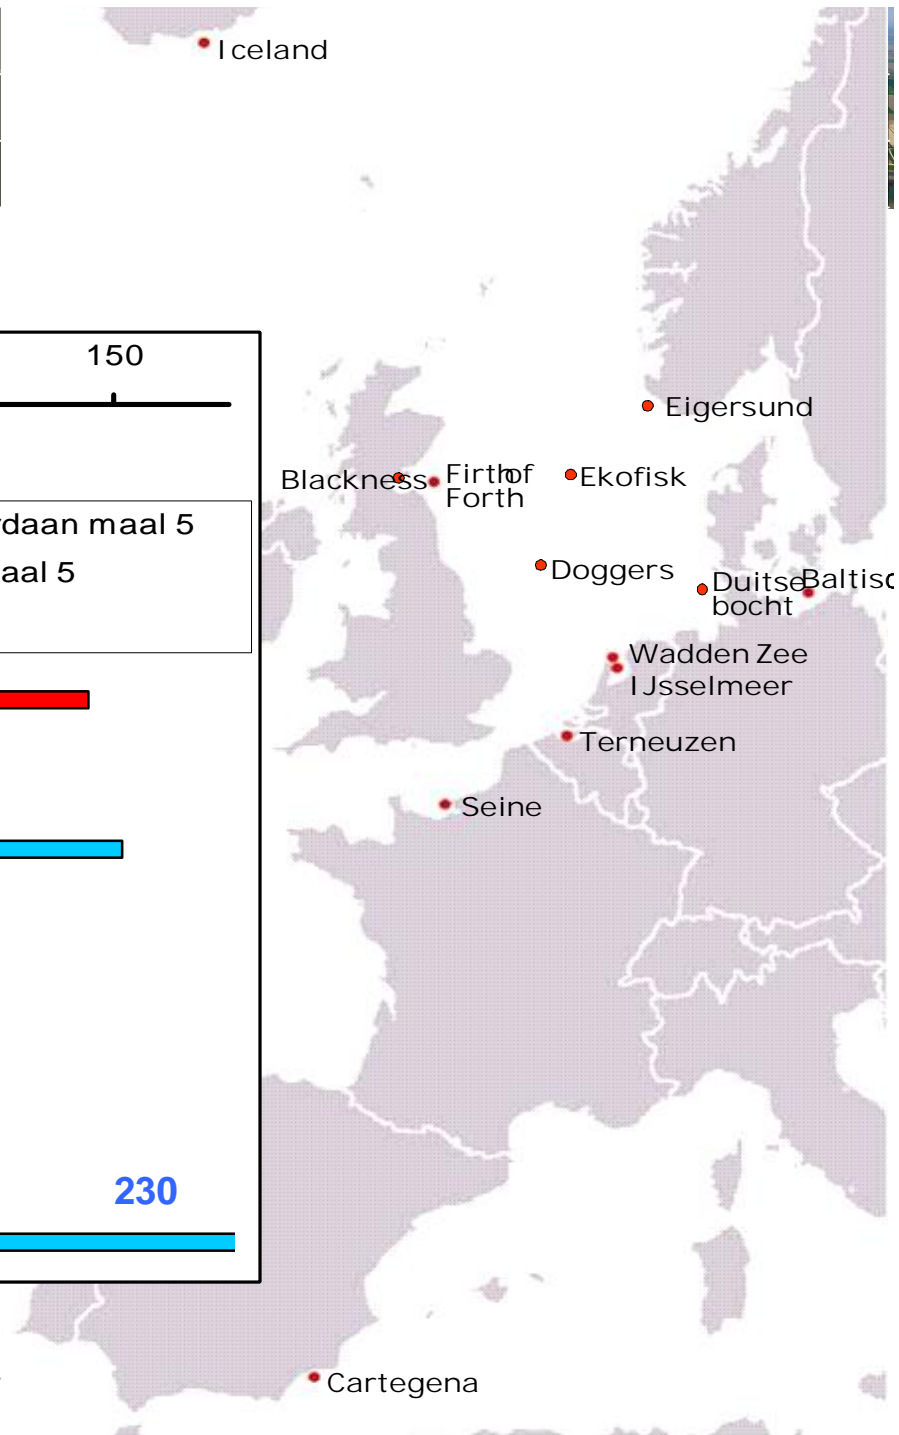 Iceland
150
Eigersund
Blackness
Firth of
Forth
Ekofisk
daan maal 5
aal 5
Doggers
Duitse
bocht
Baltisc
Wadden Zee
IJsselmeer
Terneuzen
Seine
230
Cartegena